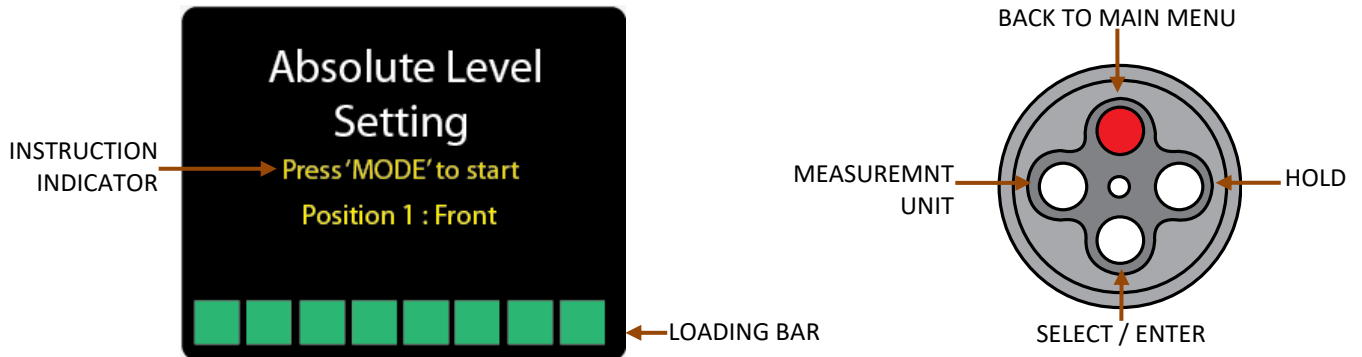 Absolute Level
Setting
Press ‘MODE’ to start
Position 1 : Front
INSTRUCTION
INDICATOR
LOADING BAR
BACK TO MAIN MENU
MEASUREMNT
UNIT
HOLD
SELECT / ENTER